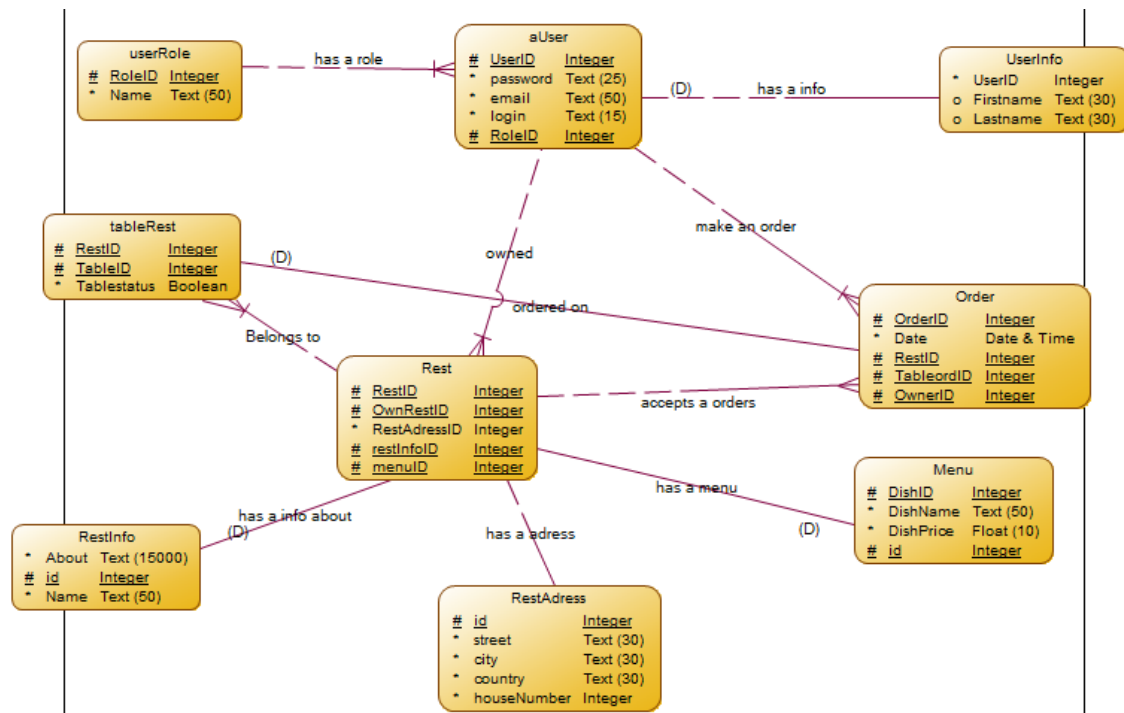 userRole
# RoleID Integer
* Name Text (50)
has a role
aUser
# UserID Integer
* password Text (25)
* email Text (50)
* login Text (15)
# RoleID Integer
(D)
has a info
UserInfo
* UserID Integer
o Firstname Text (30)
o Lastname Text (30)
tableRest
# RestID Integer
# TableID Integer
* Tablestatus Boolean
(D)
owned
make an order
ordered on
Belongs to
Order
# OrderID Integer
* Date Date & Time
# RestID Integer
# TableordID Integer
# OwnerID Integer
Rest
# RestID Integer
# OwnRestID Integer
* RestAdressID Integer
# restInfoID Integer
# menuID Integer
accepts a orders
has a menu
(D)
Menu
# DishID Integer
* DishName Text (50)
* DishPrice Float (10)
# id Integer
has a info about
(D)
has a adress
RestInfo
* About Text (15000)
# id Integer
* Name Text (50)
RestAdress
# id Integer
* street Text (30)
* city Text (30)
* country Text (30)
* houseNumber Integer